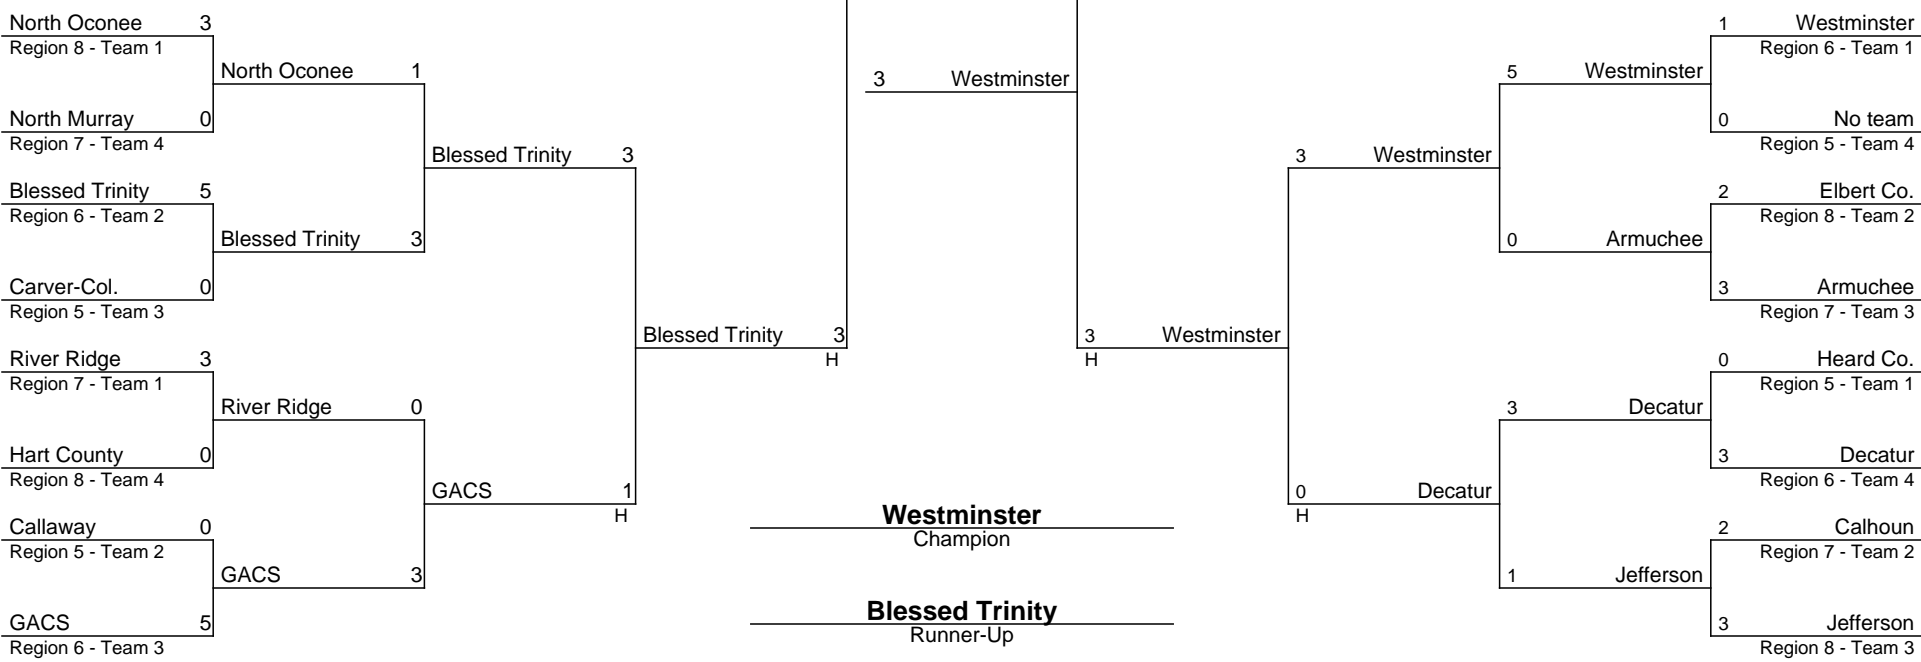 North Oconee 3
Region 8 - Team 1
North Oconee 1
North Murray 0
Region 7 - Team 4
Blessed Trinity 3
Blessed Trinity 5
Region 6 - Team 2
Blessed Trinity 3
Carver-Col. 0
Region 5 - Team 3
Blessed Trinity 3
H
River Ridge 3
Region 7 - Team 1
River Ridge 0
Hart County 0
Region 8 - Team 4
GACS 1
H
Callaway 0
Region 5 - Team 2
GACS 3
GACS 5
Region 6 - Team 3
3 Westminster
Westminster
Champion
Blessed Trinity
Runner-Up
1 Westminster
Region 6 - Team 1
5 Westminster
0 No team
Region 5 - Team 4
3 Westminster
2 Elbert Co.
Region 8 - Team 2
0 Armuchee
3 Armuchee
Region 7 - Team 3
3 Westminster
H
0 Heard Co.
Region 5 - Team 1
3 Decatur
3 Decatur
Region 6 - Team 4
0 Decatur
H
2 Calhoun
Region 7 - Team 2
1 Jefferson
3 Jefferson
Region 8 - Team 3